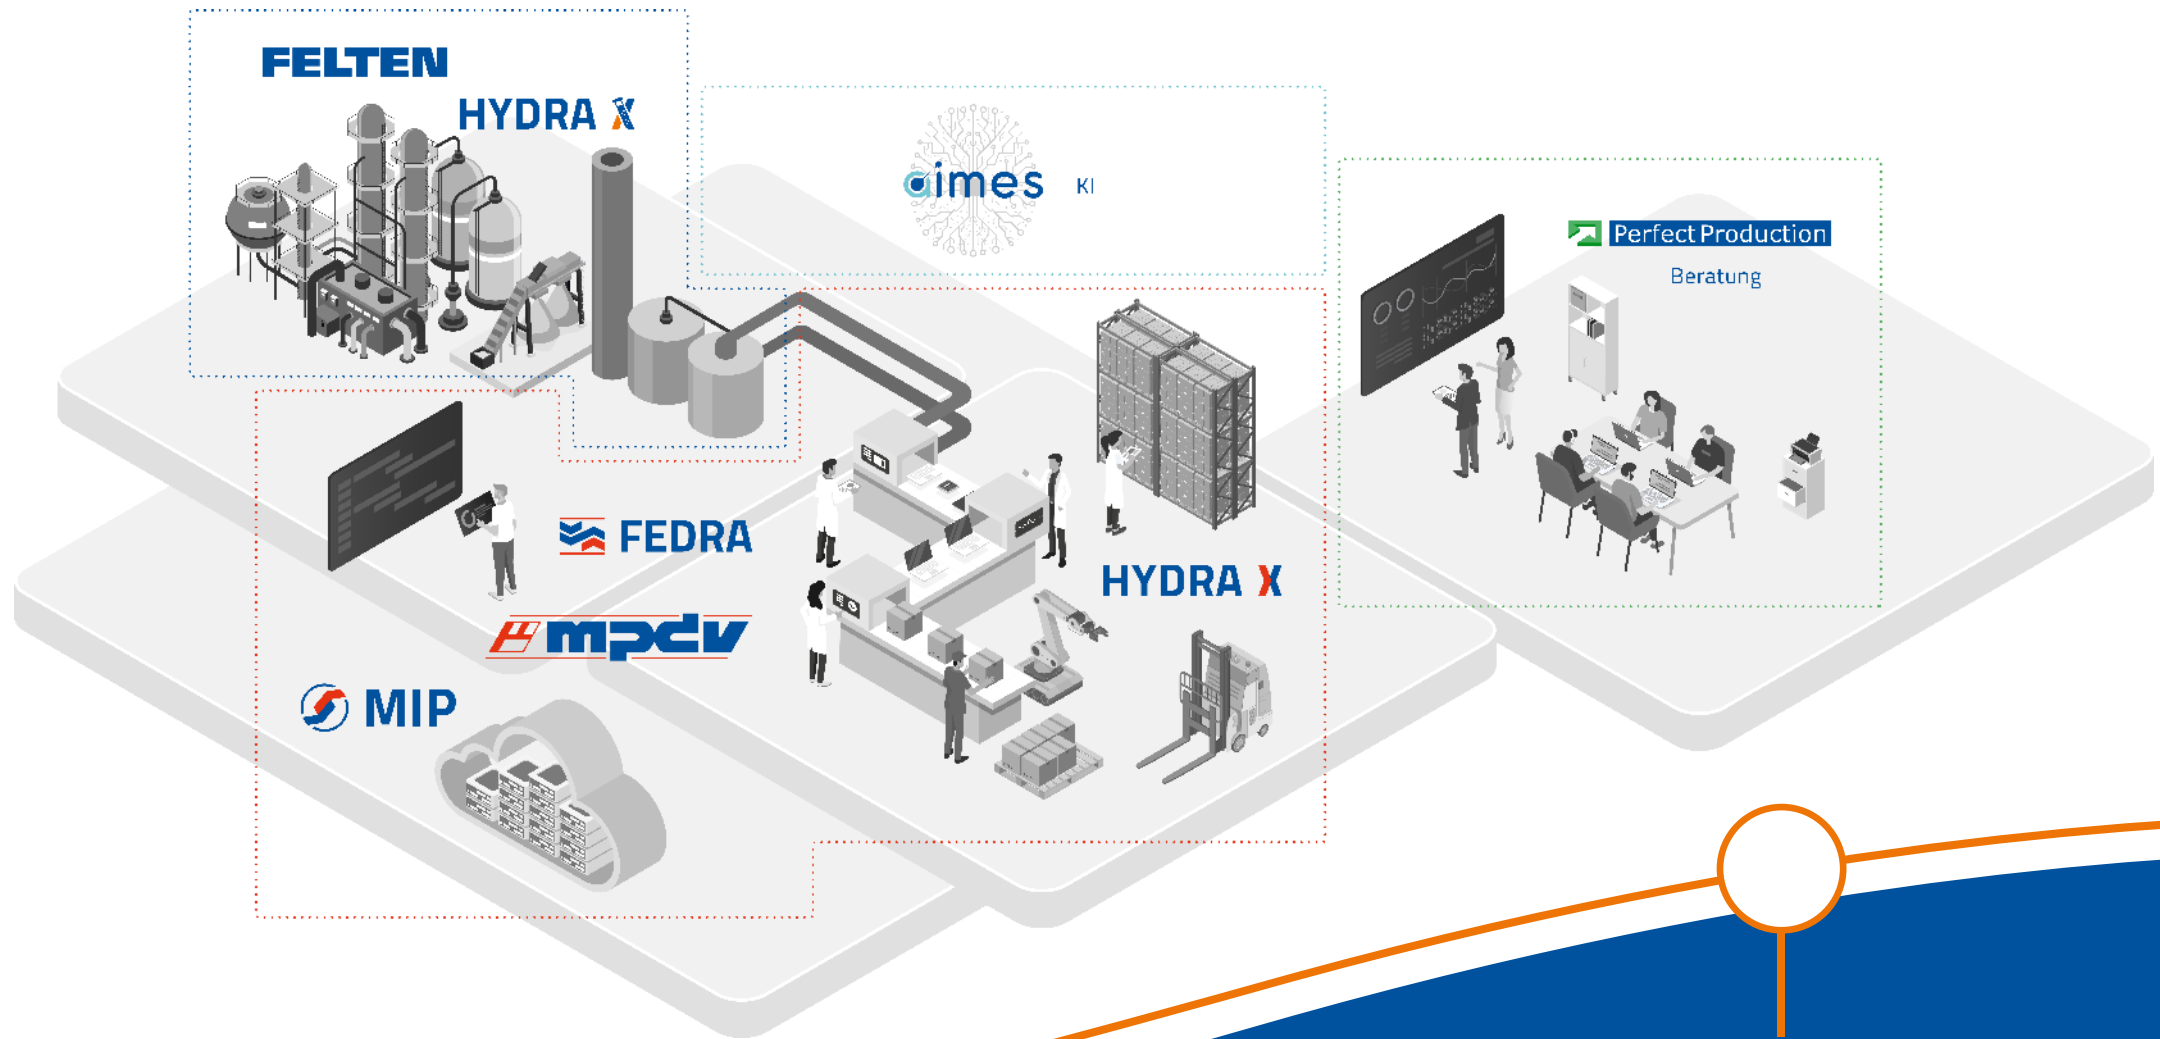 FELTEN
HYDRA X
aimes KI
Perfect Production
Beratung
FEDRA
HYDRA X
mpdv
MIP